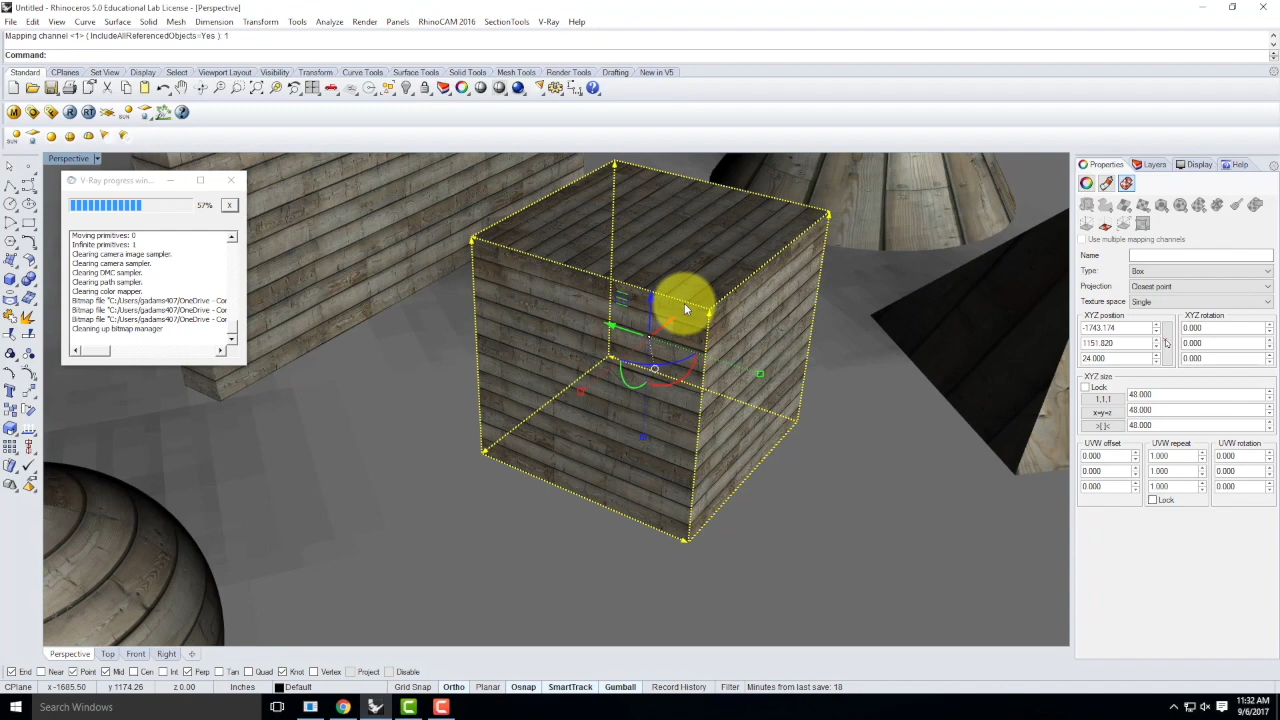 Untitled - Rhinoceros 5.0 Educational Lab License - [Perspective]
File Edit View Curve Surface Solid Mesh Dimension Transform Tools Analyze Render Panels RhinoCAM 2016 SectionTools V-Ray Help
Mapping channel <1> ( IncludeAllReferencedObjects=Yes ): 1
Command:
Standard CPlanes Set View Display Select Viewport Layout Visibility Transform Curve Tools Surface Tools Solid Tools Mesh Tools Render Tools Drafting New in V5
M R RT SUN ?
SUN
Perspective
V-Ray progress win...
57% X
Moving primitives: 0
Infinite primitives: 1
Clearing camera image sampler.
Clearing camera sampler.
Clearing DMC sampler.
Clearing path sampler.
Clearing color mapper.
Bitmap file "C:/Users/gadams407/OneDrive - Cor
Bitmap file "C:/Users/gadams407/OneDrive - Cor
Bitmap file "C:/Users/gadams407/OneDrive - Cor
Cleaning up bitmap manager
Properties Layers Display Help
Use multiple mapping channels
Name
Type: Box
Projection Closest point
Texture space Single
XYZ position XYZ rotation
-1743.174 0.000
1151.820 0.000
24.000 0.000
XYZ size
Lock
1,1,1 48.000
x=y=z 48.000
>[ ]< 48.000
UVW offset UVW repeat UVW rotation
0.000 1.000 0.000
0.000 1.000 0.000
0.000 1.000 0.000
Lock
Perspective Top Front Right
End Near Point Mid Cen Int Perp Tan Quad Knot Vertex Project Disable
CPlane x -1685.50 y 1174.26 z 0.00 Inches Default Grid Snap Ortho Planar Osnap SmartTrack Gumball Record History Filter Minutes from last save: 18
Search Windows
11:32 AM
9/6/2017